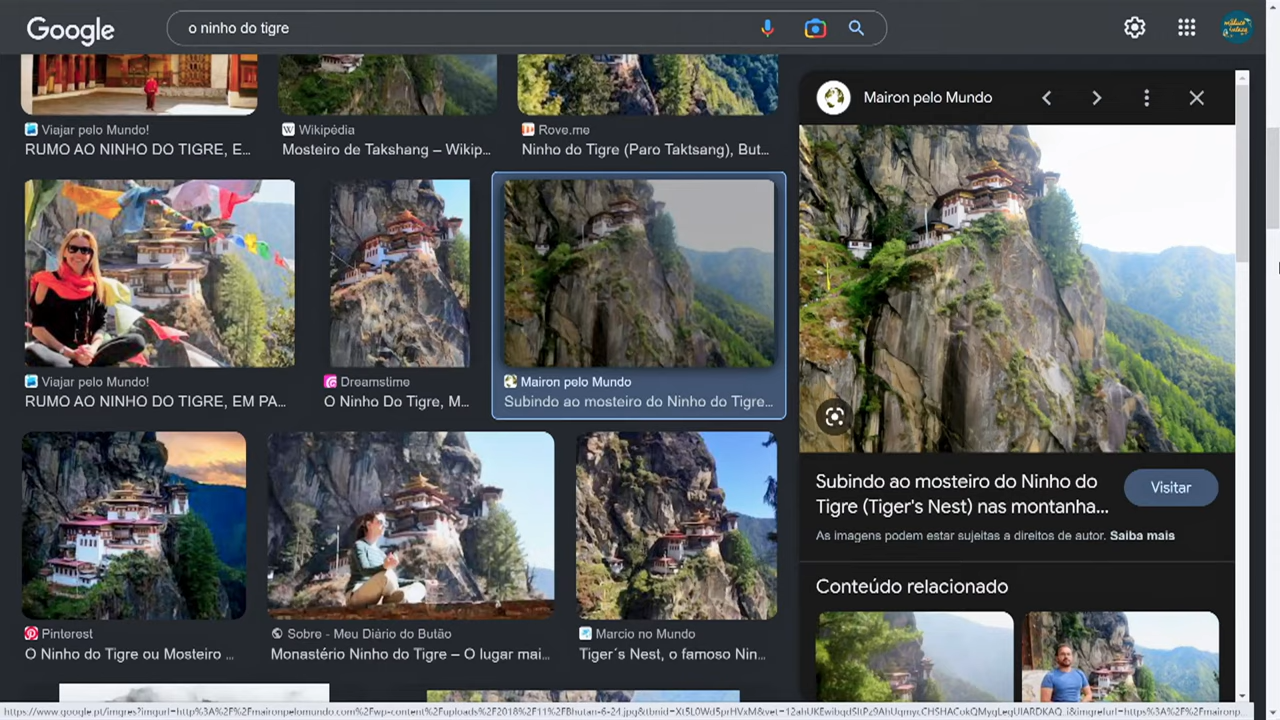 Google
o ninho do tigre
Viajar pelo Mundo!
RUMO AO NINHO DO TIGRE, E...
Wikipédia
Mosteiro de Takshang – Wikip...
Rove.me
Ninho do Tigre (Paro Taktsang), But...
Mairon pelo Mundo
Viajar pelo Mundo!
RUMO AO NINHO DO TIGRE, EM PA...
Dreamstime
O Ninho Do Tigre, M...
Mairon pelo Mundo
Subindo ao mosteiro do Ninho do Tigre...
Pinterest
O Ninho do Tigre ou Mosteiro ...
Sobre - Meu Diário do Butão
Monastério Ninho do Tigre – O lugar mai...
Marcio no Mundo
Tiger´s Nest, o famoso Nin...
Subindo ao mosteiro do Ninho do
Tigre (Tiger's Nest) nas montanha...
Visitar
As imagens podem estar sujeitas a direitos de autor. Saiba mais
Conteúdo relacionado